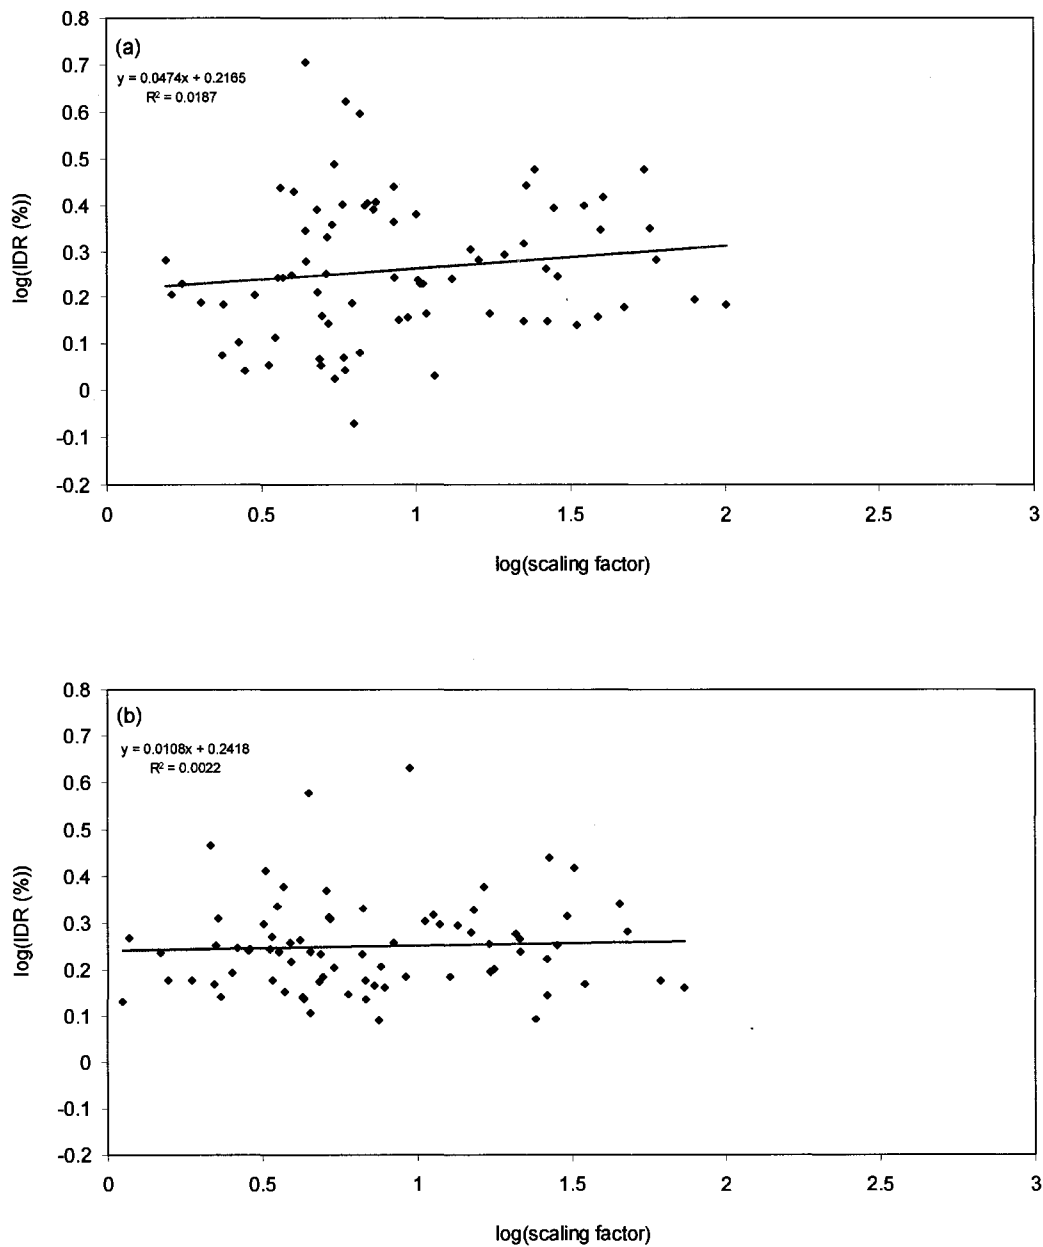 0.8
(a)
0.7
y = 0.0474x + 0.2165
R² = 0.0187
0.6
0.5
0.4
0.3
0.2
0.1
0
-0.1
-0.2
log(IDR (%))
0 0.5 1 1.5 2 2.5 3
log(scaling factor)
0.8
(b)
0.7
y = 0.0108x + 0.2418
R² = 0.0022
0.6
0.5
0.4
0.3
0.2
0.1
0
-0.1
-0.2
log(IDR (%))
0 0.5 1 1.5 2 2.5 3
log(scaling factor)